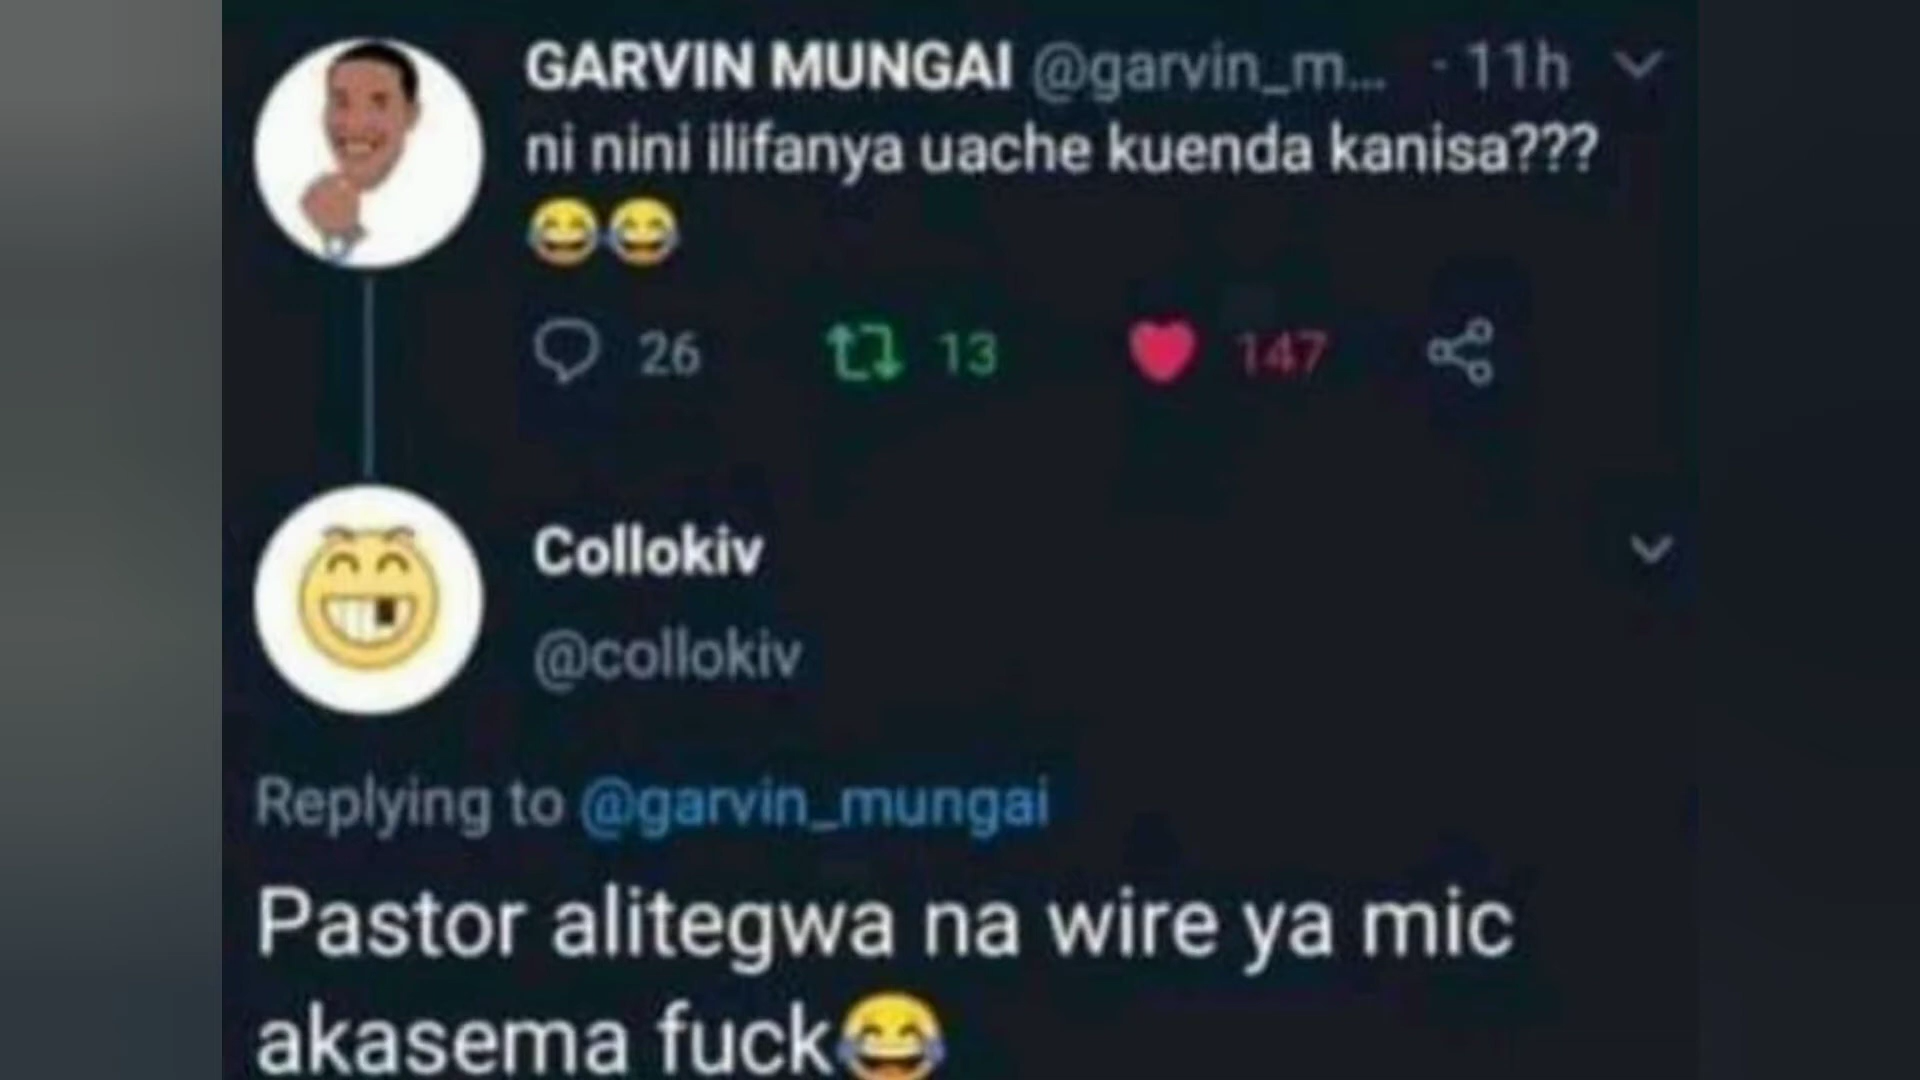 GARVIN MUNGAI @garvin_m... · 11h
ni nini ilifanya uache kuenda kanisa???
😂😂
26 13 147
Collokiv
@collokiv
Replying to @garvin_mungai
Pastor alitegwa na wire ya mic
akasema fuck😂